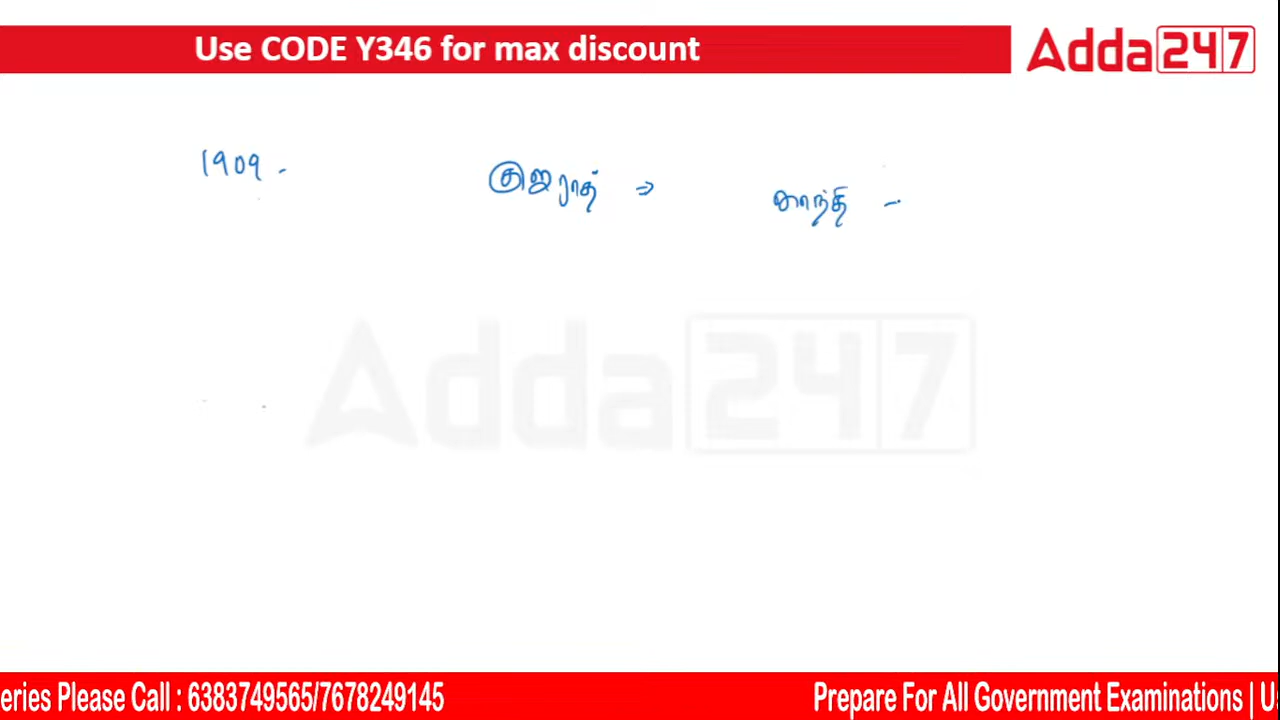 Use CODE Y346 for max discount
Adda247
1909 - குஜராத் ⇒ காந்தி -
Adda247
eries Please Call : 6383749565/7678249145 Prepare For All Government Examinations | U